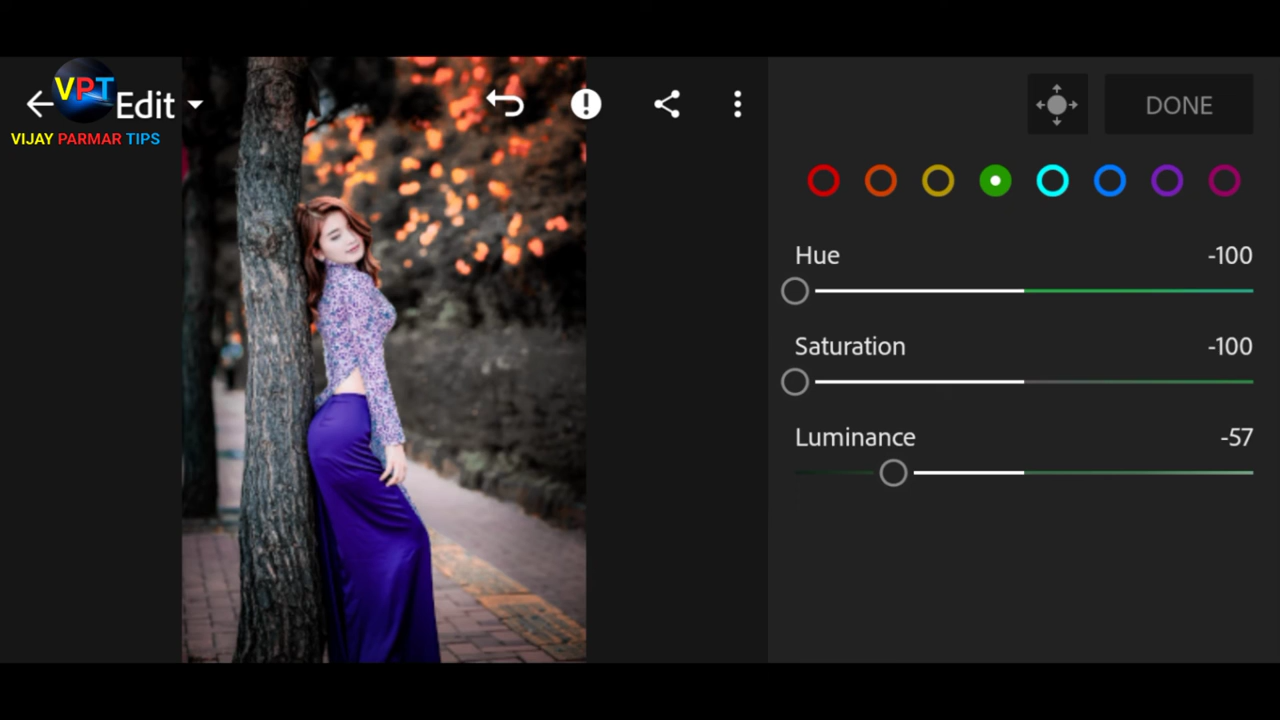 VPT
Edit
VIJAY PARMAR TIPS
DONE
Hue -100
Saturation -100
Luminance -57